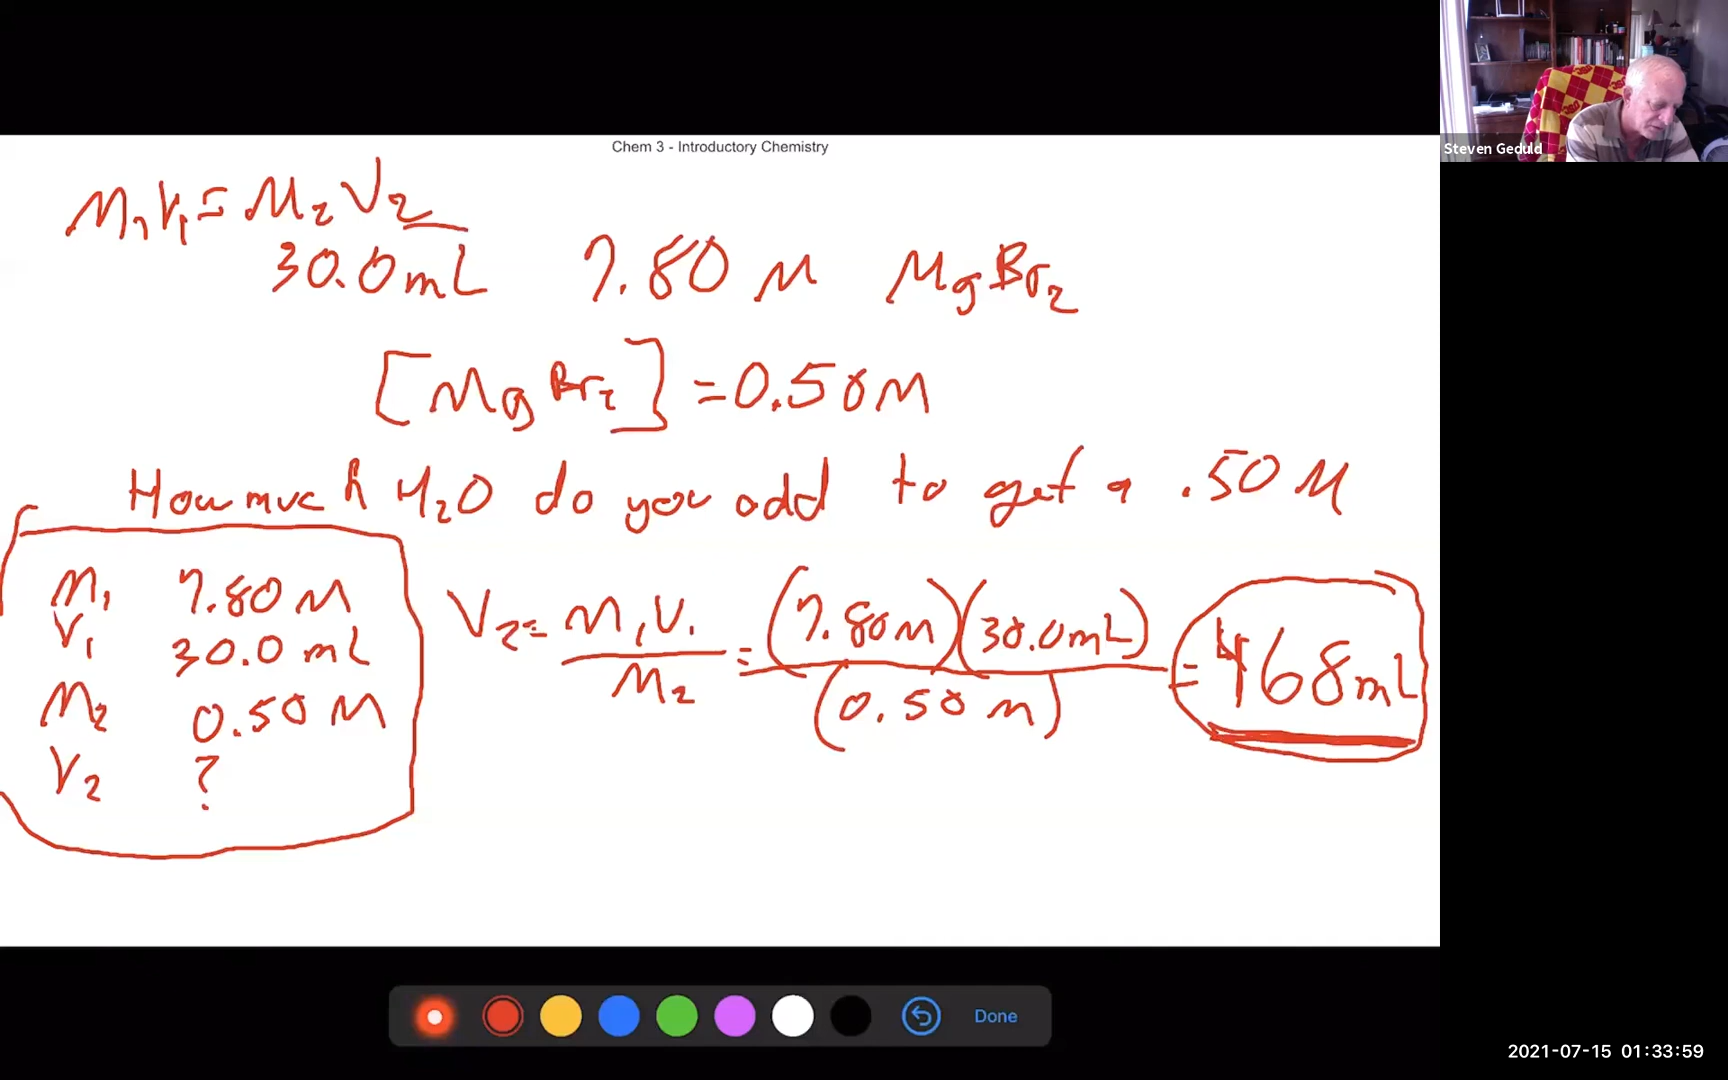 Steven Geduld
Chem 3 - Introductory Chemistry
M₁V₁ = M₂V₂
30.0 mL 7.80 M MgBr₂
[MgBr₂] = 0.50 M
How much H₂O do you add to get a .50 M
M₁ 7.80 M
V₁ 30.0 mL
M₂ 0.50 M
V₂ ?
V₂ = M₁V₁ / M₂ = (7.80 M)(30.0 mL) / (0.50 M) = 468 mL
Done
2021-07-15 01:33:59